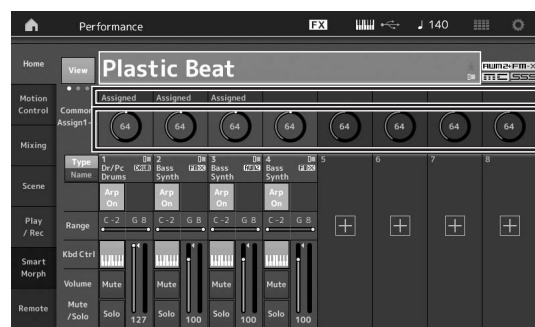 Performance FX 140
Home View Plastic Beat
Motion Control
Common Assign1-
Assigned Assigned Assigned
64 64 64 64 64 64 64 64
Mixing
Type 1 2 3 4 5 6 7 8
Name Dr/Pc Bass Bass Bass
Drums Synth Synth Synth
Scene
Arp On Arp On Arp On Arp On
Play / Rec
Range C -2 G 8 C -2 G 8 C -2 G 8 C -2 G 8
+ + + +
Smart Morph
Kbd Ctrl
Volume Mute Mute Mute Mute
Remote
Mute /Solo Solo 127 Solo 100 Solo 100 Solo 100